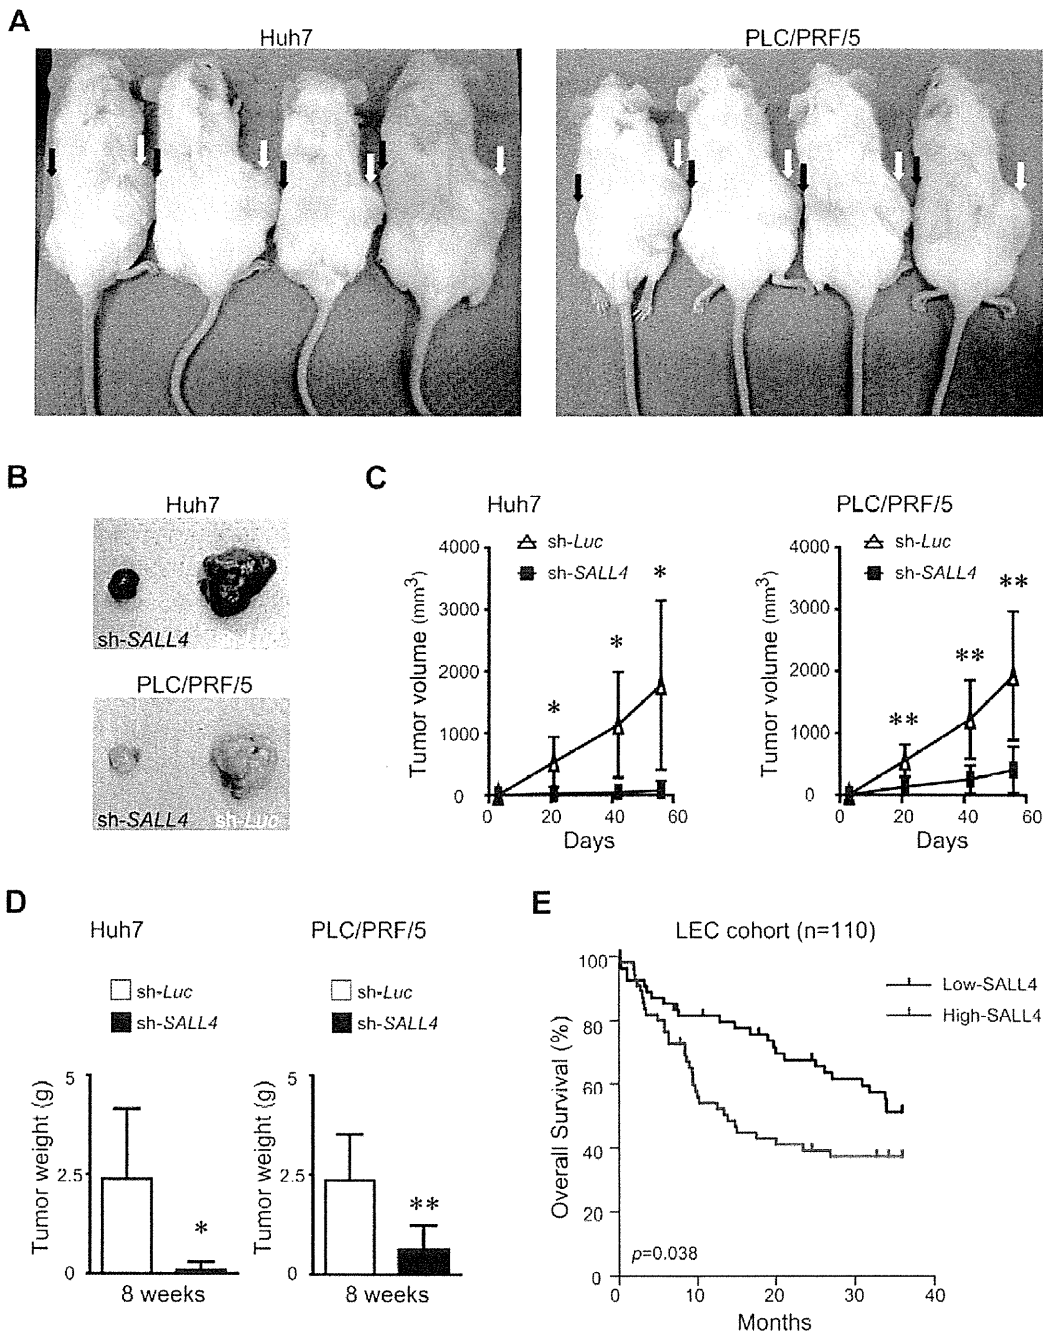 A
Huh7
PLC/PRF/5
B
Huh7
sh-SALL4
PLC/PRF/5
sh-SALL4
sh-Luc
C
Huh7
sh-Luc
sh-SALL4
4000
3000
2000
1000
0
Tumor volume (mm3)
*
*
*
0
20
40
60
Days
PLC/PRF/5
sh-Luc
sh-SALL4
4000
3000
2000
1000
0
Tumor volume (mm3)
**
**
**
0
20
40
60
Days
D
Huh7
sh-Luc
sh-SALL4
5
2.5
0
Tumor weight (g)
*
8 weeks
PLC/PRF/5
sh-Luc
sh-SALL4
5
2.5
0
Tumor weight (g)
**
8 weeks
E
LEC cohort (n=110)
Low-SALL4
High-SALL4
100
80
60
40
20
0
Overall Survival (%)
p=0.038
0
10
20
30
40
Months